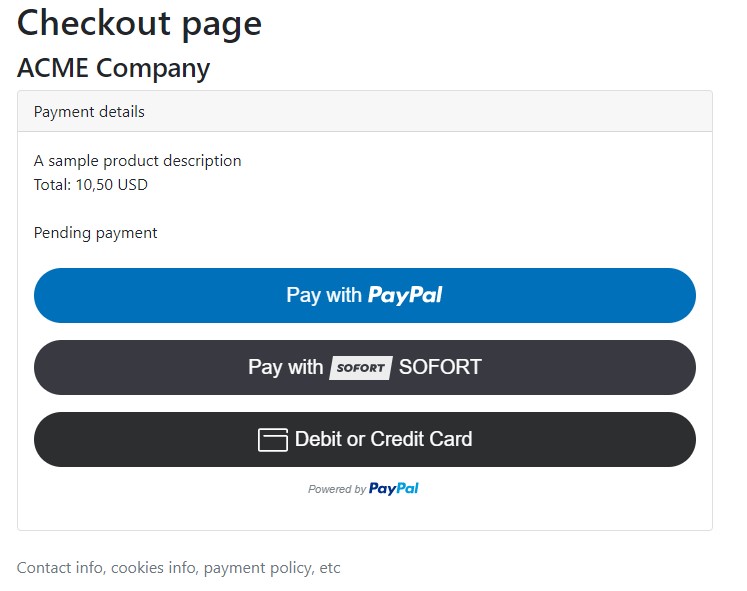 Checkout page
ACME Company
Payment details
A sample product description
Total: 10,50 USD
Pending payment
Pay with PayPal
Pay with SOFORT SOFORT
Debit or Credit Card
Powered by PayPal
Contact info, cookies info, payment policy, etc